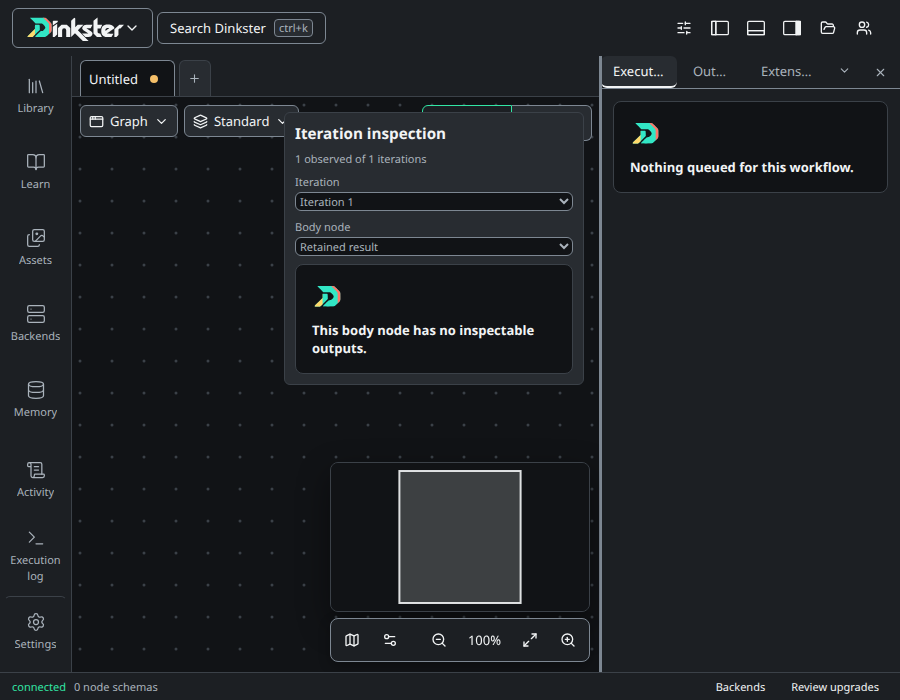 Dinkster
Search Dinkster ctrl+k
Library
Learn
Assets
Backends
Memory
Activity
Execution
log
Settings
Untitled
+
Graph
Standard
Iteration inspection
1 observed of 1 iterations
Iteration
Iteration 1
Body node
Retained result
This body node has no inspectable
outputs.
100%
Execut...
Out...
Extens...
Nothing queued for this workflow.
connected 0 node schemas
Backends
Review upgrades